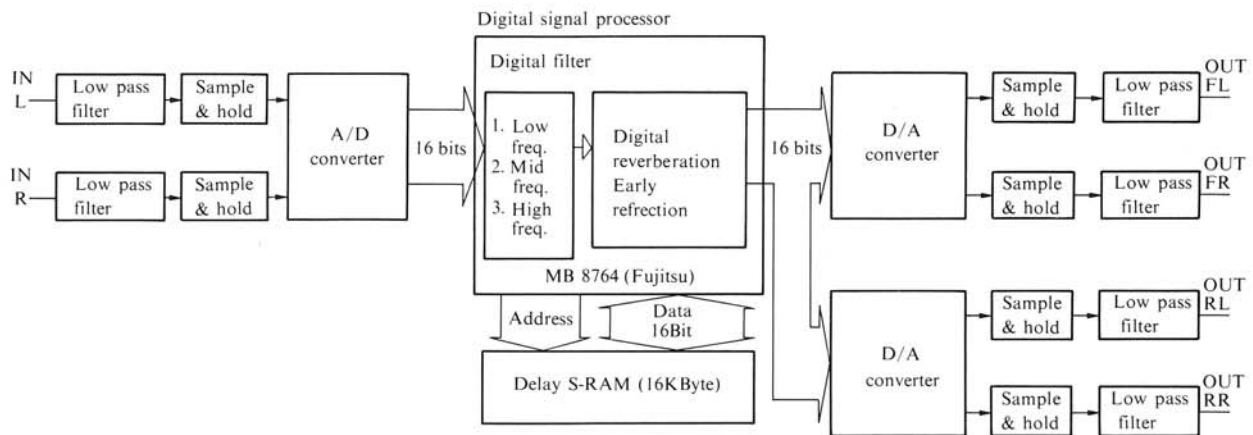 Digital signal processor
Digital filter
IN
L
Low pass
filter
Sample
& hold
IN
R
Low pass
filter
Sample
& hold
A/D
converter
16 bits
1. Low
freq.
2. Mid
freq.
3. High
freq.
Digital
reverberation
Early
refrection
MB 8764 (Fujitsu)
Address
Data
16Bit
Delay S-RAM (16KByte)
16 bits
D/A
converter
Sample
& hold
Low pass
filter
OUT
FL
Sample
& hold
Low pass
filter
OUT
FR
D/A
converter
Sample
& hold
Low pass
filter
OUT
RL
Sample
& hold
Low pass
filter
OUT
RR